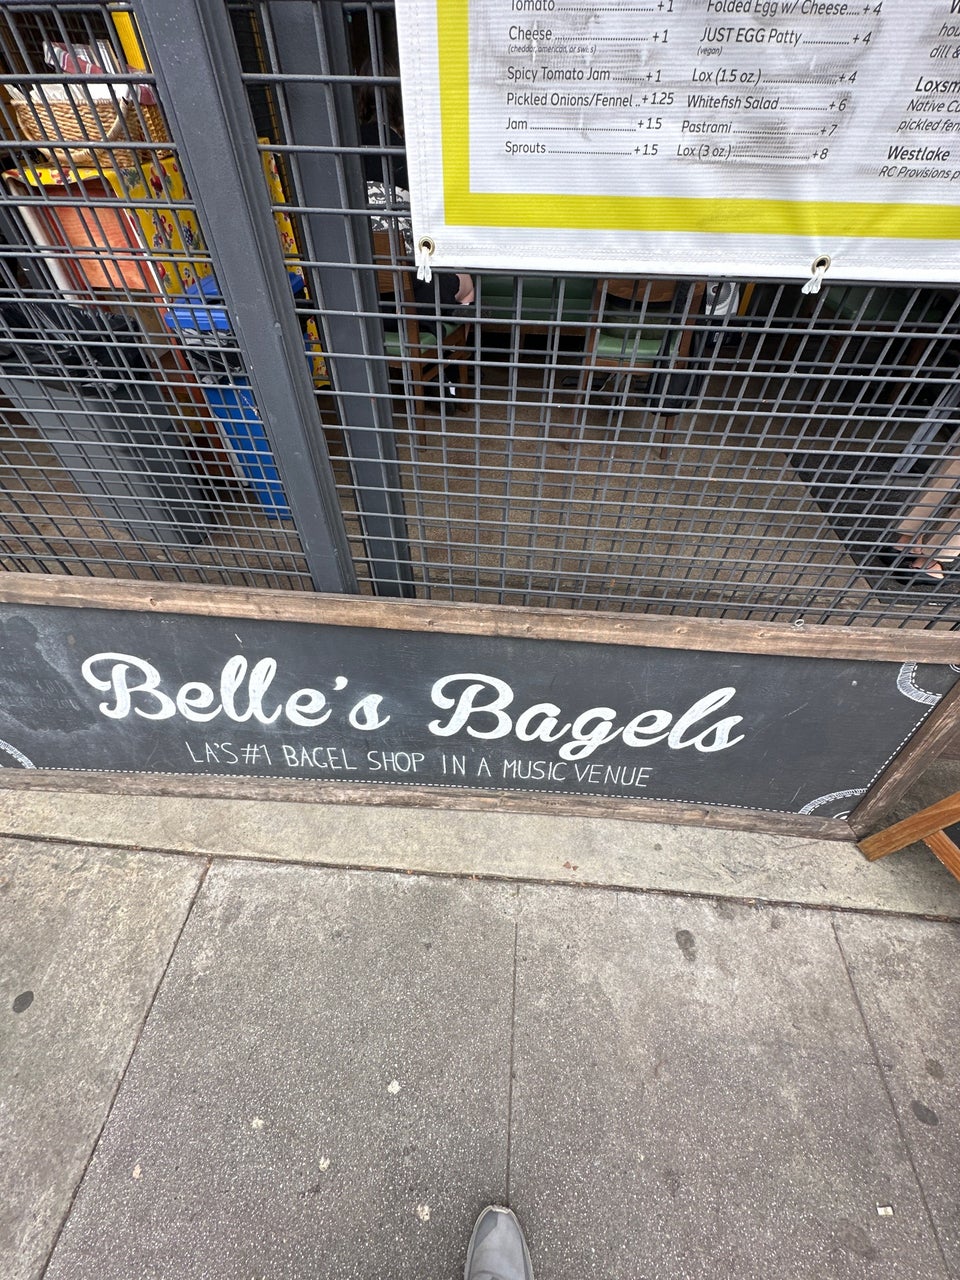 Tomato +1
Cheese +1
(cheddar, american, or swiss)
Spicy Tomato Jam +1
Pickled Onions/Fennel +1.25
Jam +1.5
Sprouts +1.5
Folded Egg w/ Cheese +4
JUST EGG Patty +4
(vegan)
Lox (1.5 oz.) +4
Whitefish Salad +6
Pastrami +7
Lox (3 oz.) +8
dill &
Native
pickled
Westlake
RC Provisions
Belle's Bagels
LA'S #1 BAGEL SHOP IN A MUSIC VENUE